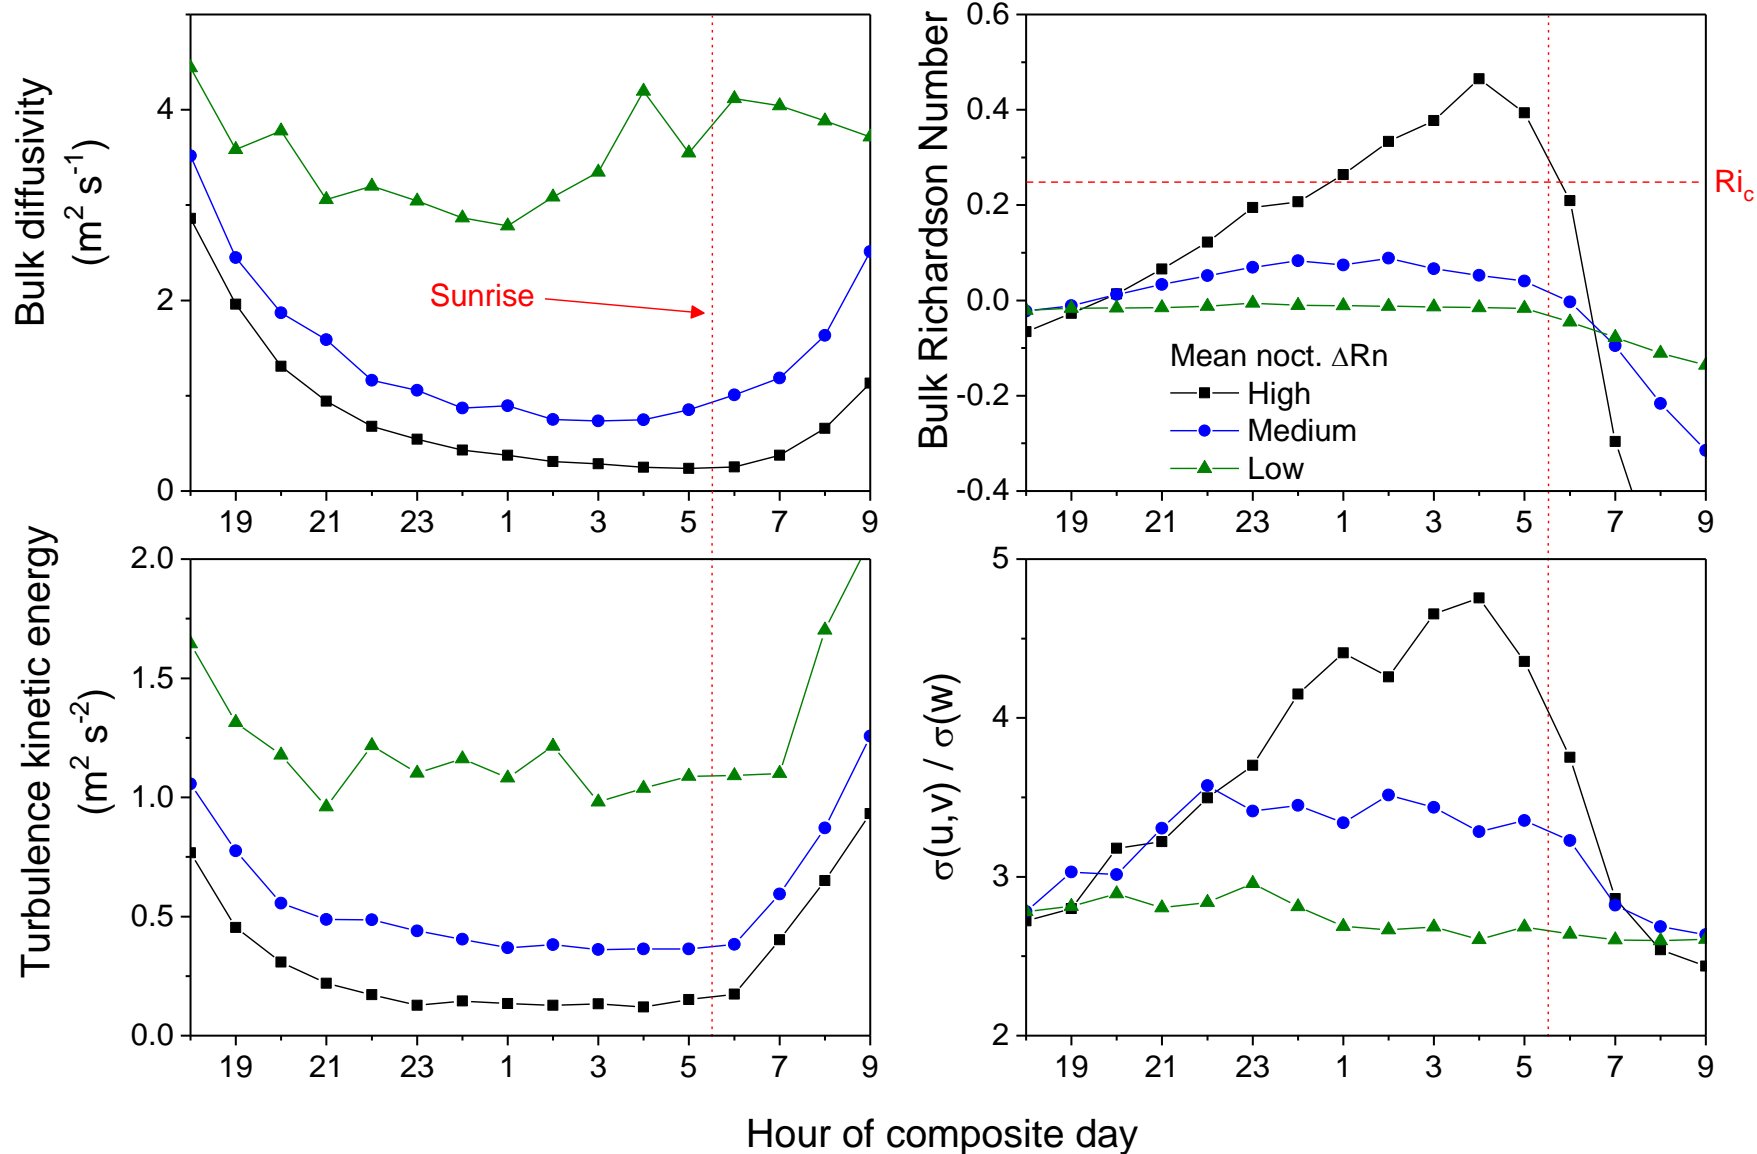 Bulk diffusivity
(m² s⁻¹)
4
2
0
19 21 23 1 3 5 7 9
Sunrise
Bulk Richardson Number
0.6
0.4
0.2
0.0
-0.2
-0.4
19 21 23 1 3 5 7 9
Ri_c
Mean noct. ΔRn
High
Medium
Low
Turbulence kinetic energy
(m² s⁻²)
2.0
1.5
1.0
0.5
0.0
19 21 23 1 3 5 7 9
σ(u,v) / σ(w)
5
4
3
2
19 21 23 1 3 5 7 9
Hour of composite day